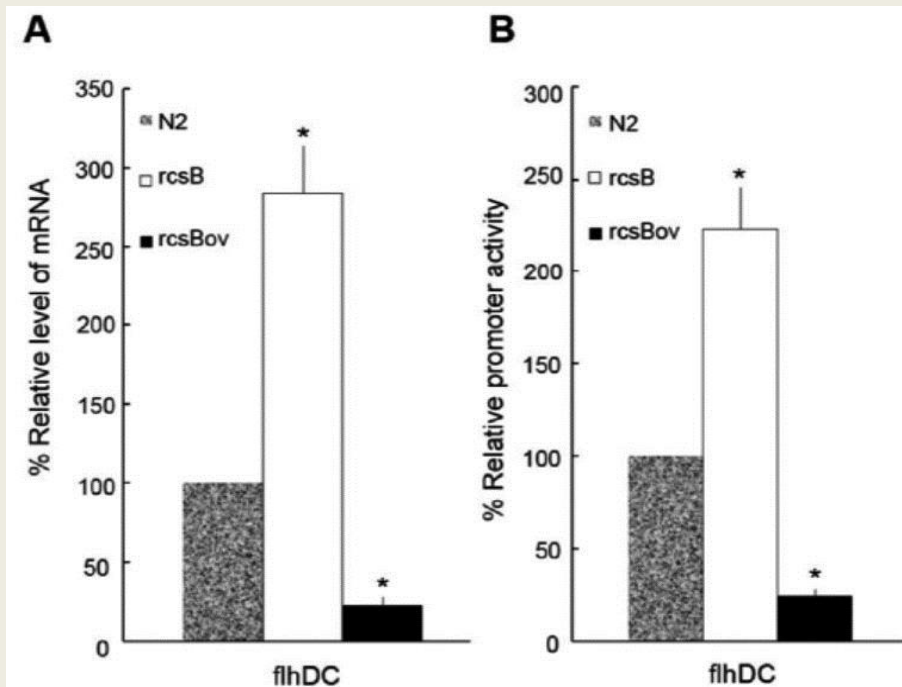 A
% Relative level of mRNA
350
300
250
200
150
100
50
0
N2
rcsB
rcsBov
*
*
flhDC
B
% Relative promoter activity
300
250
200
150
100
50
0
N2
rcsB
rcsBov
*
*
flhDC